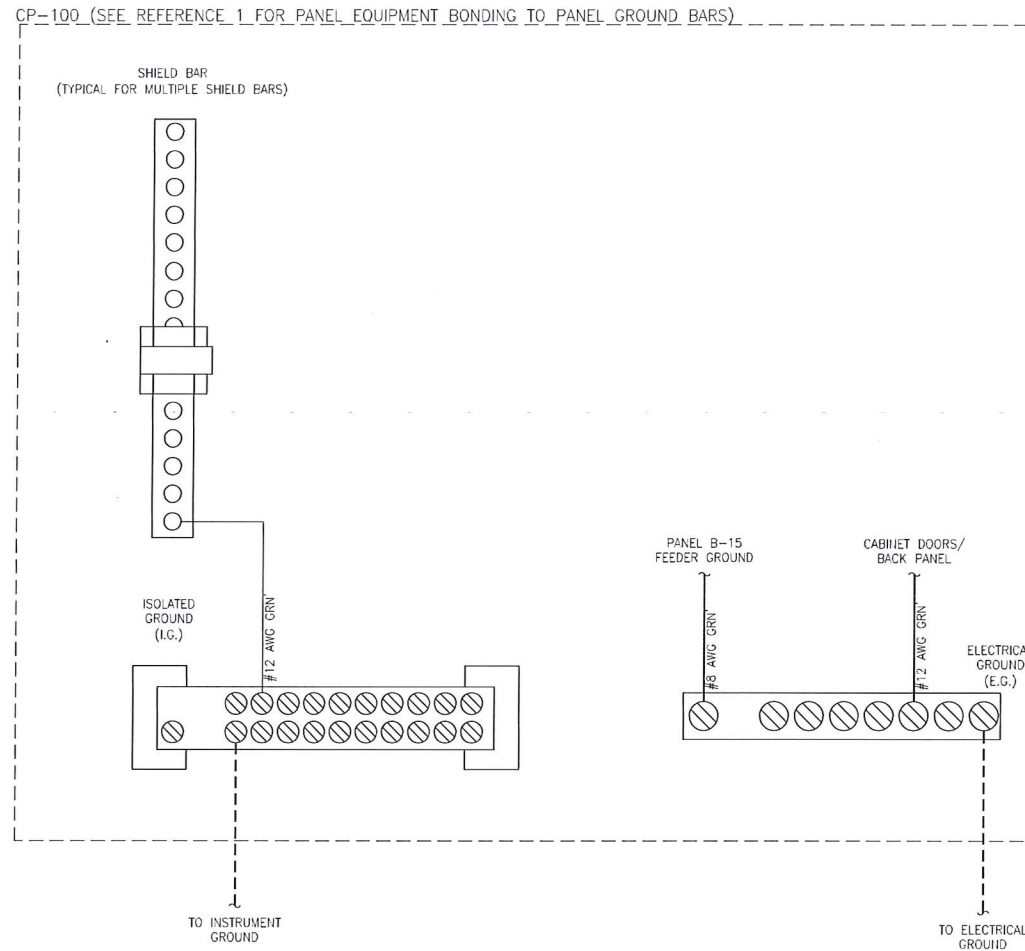 CP-100 (SEE REFERENCE 1 FOR PANEL EQUIPMENT BONDING TO PANEL GROUND BARS)
SHIELD BAR
(TYPICAL FOR MULTIPLE SHIELD BARS)
PANEL B-15
FEEDER GROUND
CABINET DOORS/
BACK PANEL
ISOLATED
GROUND
(I.G.)
#12 AWG GRN'
#8 AWG GRN'
#12 AWG GRN'
ELECTRICA
GROUND
(E.G.)
TO INSTRUMENT
GROUND
TO ELECTRICAL
GROUND